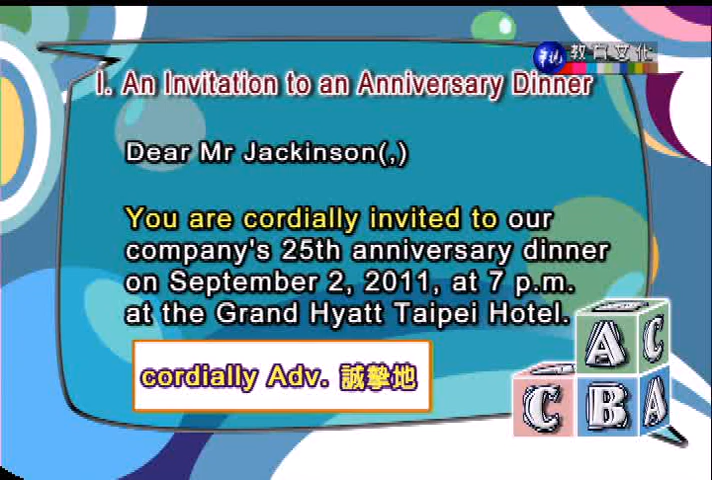 華視 教育文化
I. An Invitation to an Anniversary Dinner
Dear Mr Jackinson(,)
You are cordially invited to our
company's 25th anniversary dinner
on September 2, 2011, at 7 p.m.
at the Grand Hyatt Taipei Hotel.
cordially Adv. 誠摯地
A C
C B A